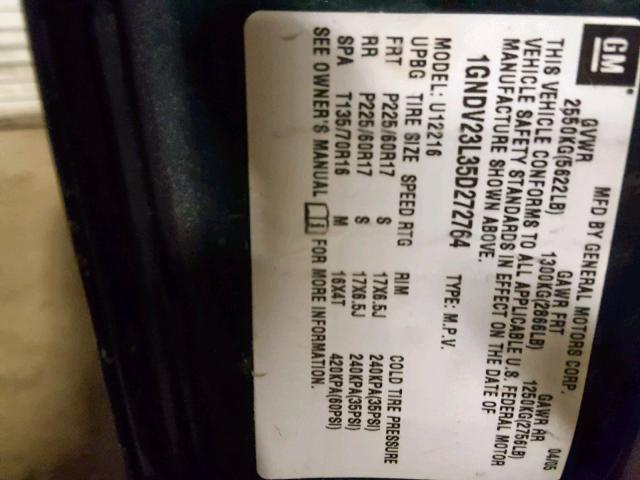 GM
MFD BY GENERAL MOTORS CORP. 04/05
GVWR GAWR FRT GAWR RR
2550KG(5622LB) 1300KG(2866LB) 1250KG(2756LB)
THIS VEHICLE CONFORMS TO ALL APPLICABLE U.S. FEDERAL MOTOR
VEHICLE SAFETY STANDARDS IN EFFECT ON THE DATE OF
MANUFACTURE SHOWN ABOVE.
1GNDV23L35D272764 TYPE: M.P.V.
MODEL: U12216
UPBG TIRE SIZE SPEED RTG RIM COLD TIRE PRESSURE
FRT P225/60R17 S 17X6.5J 240KPA(35PSI)
RR P225/60R17 S 17X6.5J 240KPA(35PSI)
SPA T135/70R16 M 16X4T 420KPA(60PSI)
SEE OWNER'S MANUAL FOR MORE INFORMATION.